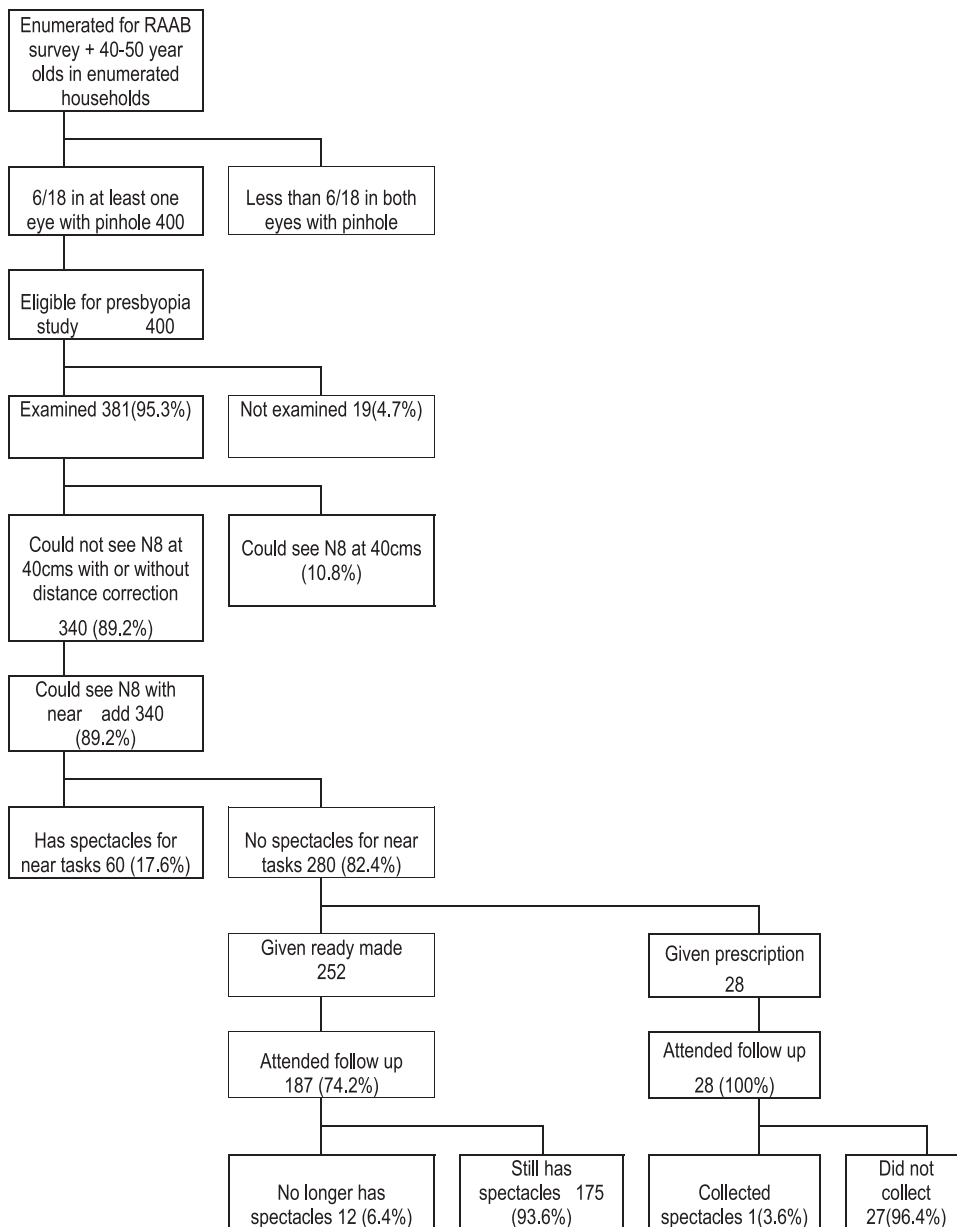 Enumerated for RAAB
survey + 40-50 year
olds in enumerated
households
6/18 in at least one
eye with pinhole 400
Less than 6/18 in both
eyes with pinhole
Eligible for presbyopia
study 400
Examined 381(95.3%)
Not examined 19(4.7%)
Could not see N8 at
40cms with or without
distance correction
340 (89.2%)
Could see N8 at 40cms
(10.8%)
Could see N8 with
near add 340
(89.2%)
Has spectacles for
near tasks 60 (17.6%)
No spectacles for near
tasks 280 (82.4%)
Given ready made
252
Given prescription
28
Attended follow up
187 (74.2%)
Attended follow up
28 (100%)
No longer has
spectacles 12 (6.4%)
Still has
spectacles 175
(93.6%)
Collected
spectacles 1(3.6%)
Did not
collect
27(96.4%)